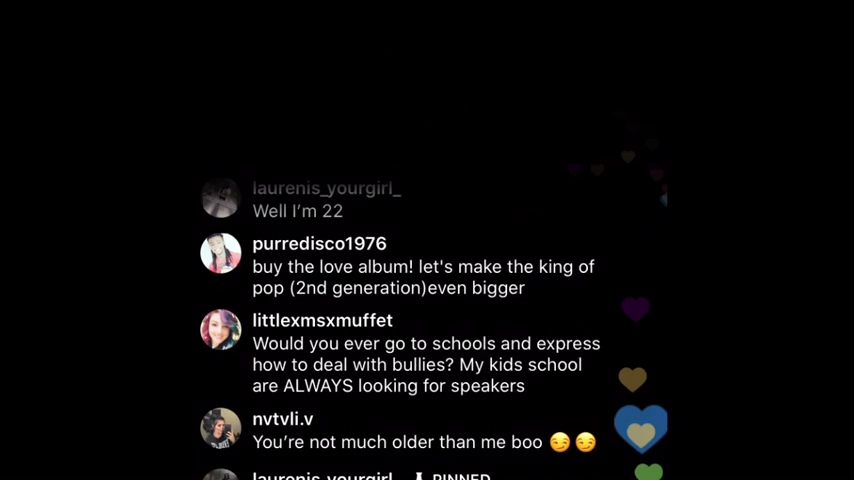 laurenis_yourgirl_
Well I’m 22
purredisco1976
buy the love album! let's make the king of
pop (2nd generation)even bigger
littlexmsxmuffet
Would you ever go to schools and express
how to deal with bullies? My kids school
are ALWAYS looking for speakers
nvtvli.v
You’re not much older than me boo 😏😏
laurenis_yourgirl_ PINNED